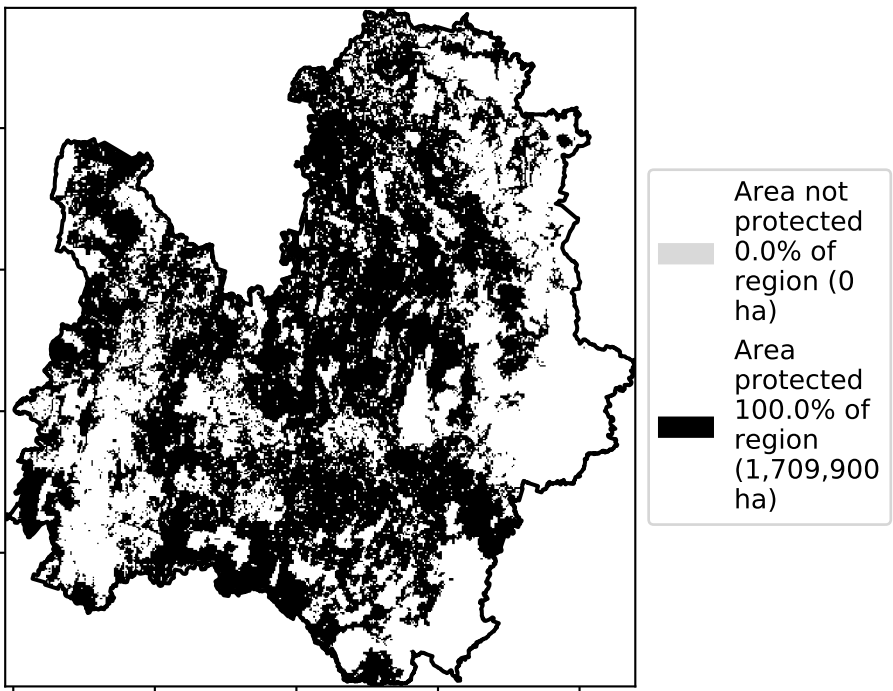 Area not
protected
0.0% of
region (0
ha)
Area
protected
100.0% of
region
(1,709,900
ha)